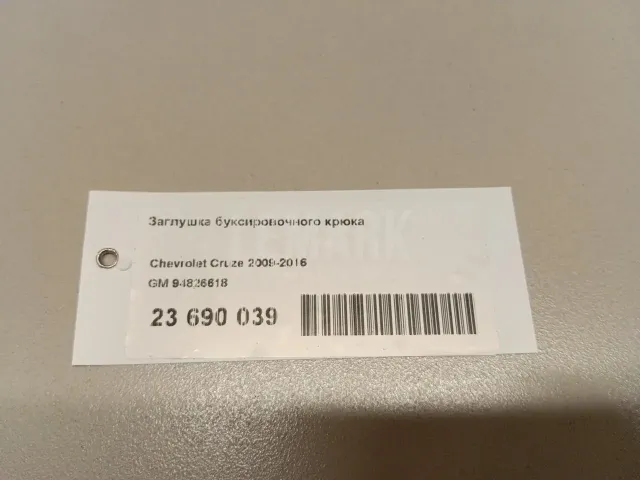 Заглушка буксировочного крюка
Chevrolet Cruze 2009-2016
GM 94826618
23 690 039